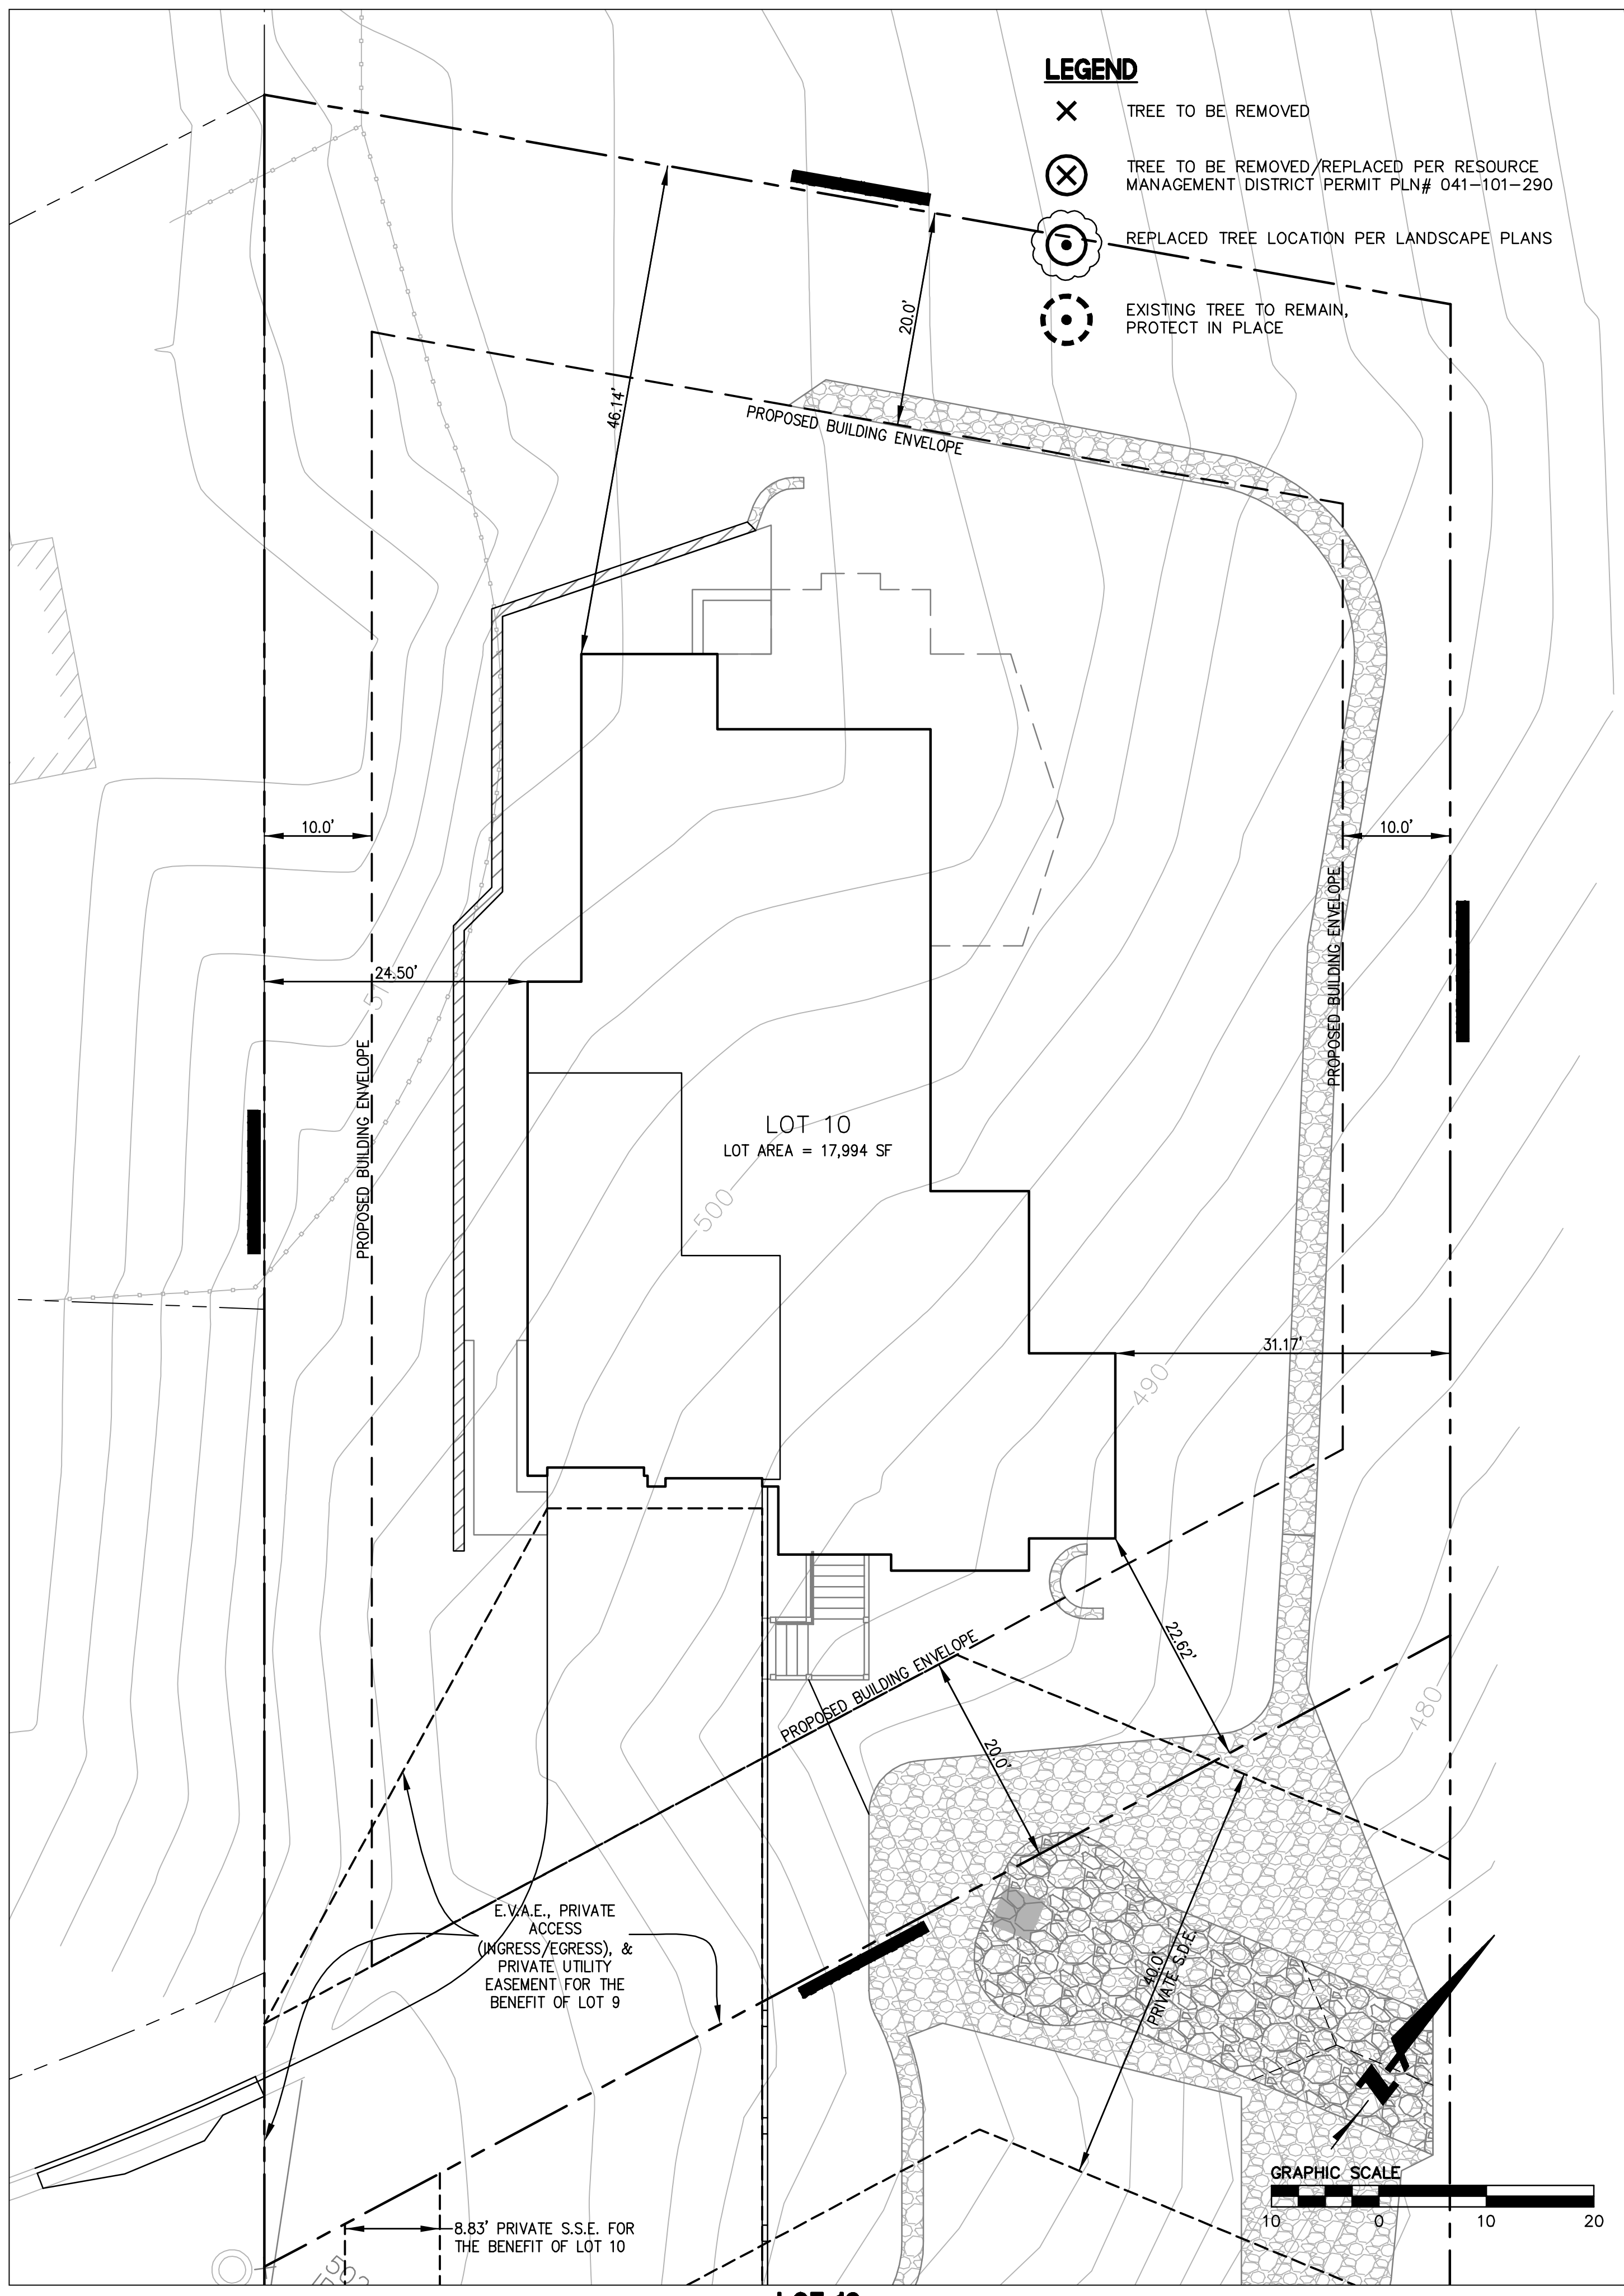 LEGEND
TREE TO BE REMOVED
TREE TO BE REMOVED/REPLACED PER RESOURCE
MANAGEMENT DISTRICT PERMIT PLN# 041-101-290
REPLACED TREE LOCATION PER LANDSCAPE PLANS
EXISTING TREE TO REMAIN,
PROTECT IN PLACE
20.0'
46.14'
PROPOSED BUILDING ENVELOPE
10.0'
10.0'
PROPOSED BUILDING ENVELOPE
24.50'
PROPOSED BUILDING ENVELOPE
LOT 10
LOT AREA = 17,994 SF
500
31.17'
490
22.62'
PROPOSED BUILDING ENVELOPE
20.0'
480
E.V.A.E., PRIVATE
ACCESS
(INGRESS/EGRESS), &
PRIVATE UTILITY
EASEMENT FOR THE
BENEFIT OF LOT 9
40.0'
PRIVATE S.D.E.
N
GRAPHIC SCALE
10 0 10 20
8.83' PRIVATE S.S.E. FOR
THE BENEFIT OF LOT 10